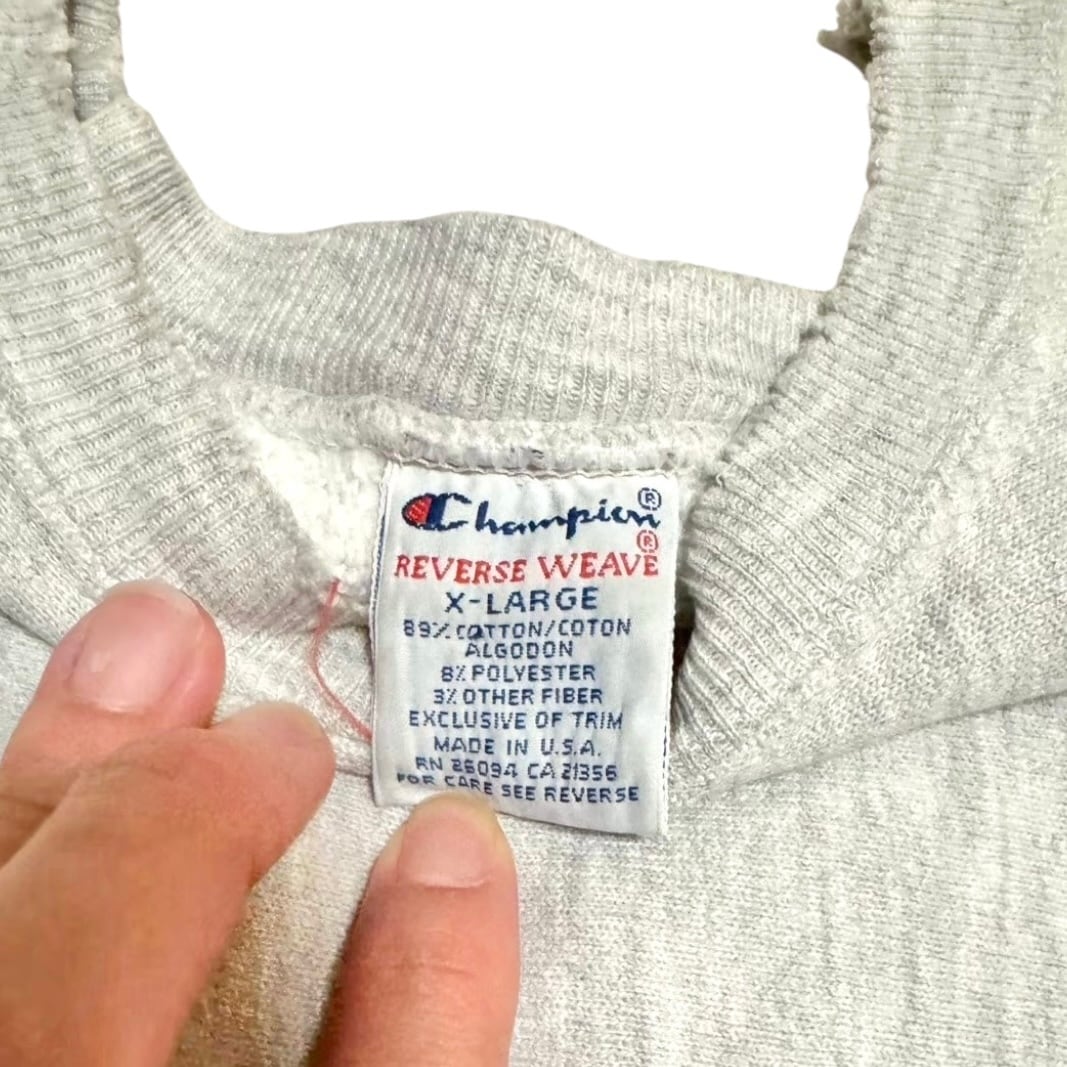 Champion®
REVERSE WEAVE®
X-LARGE
89% COTTON/COTON
ALGODON
8% POLYESTER
3% OTHER FIBER
EXCLUSIVE OF TRIM
MADE IN U.S.A.
RN 26094 CA 21356
FOR CARE SEE REVERSE